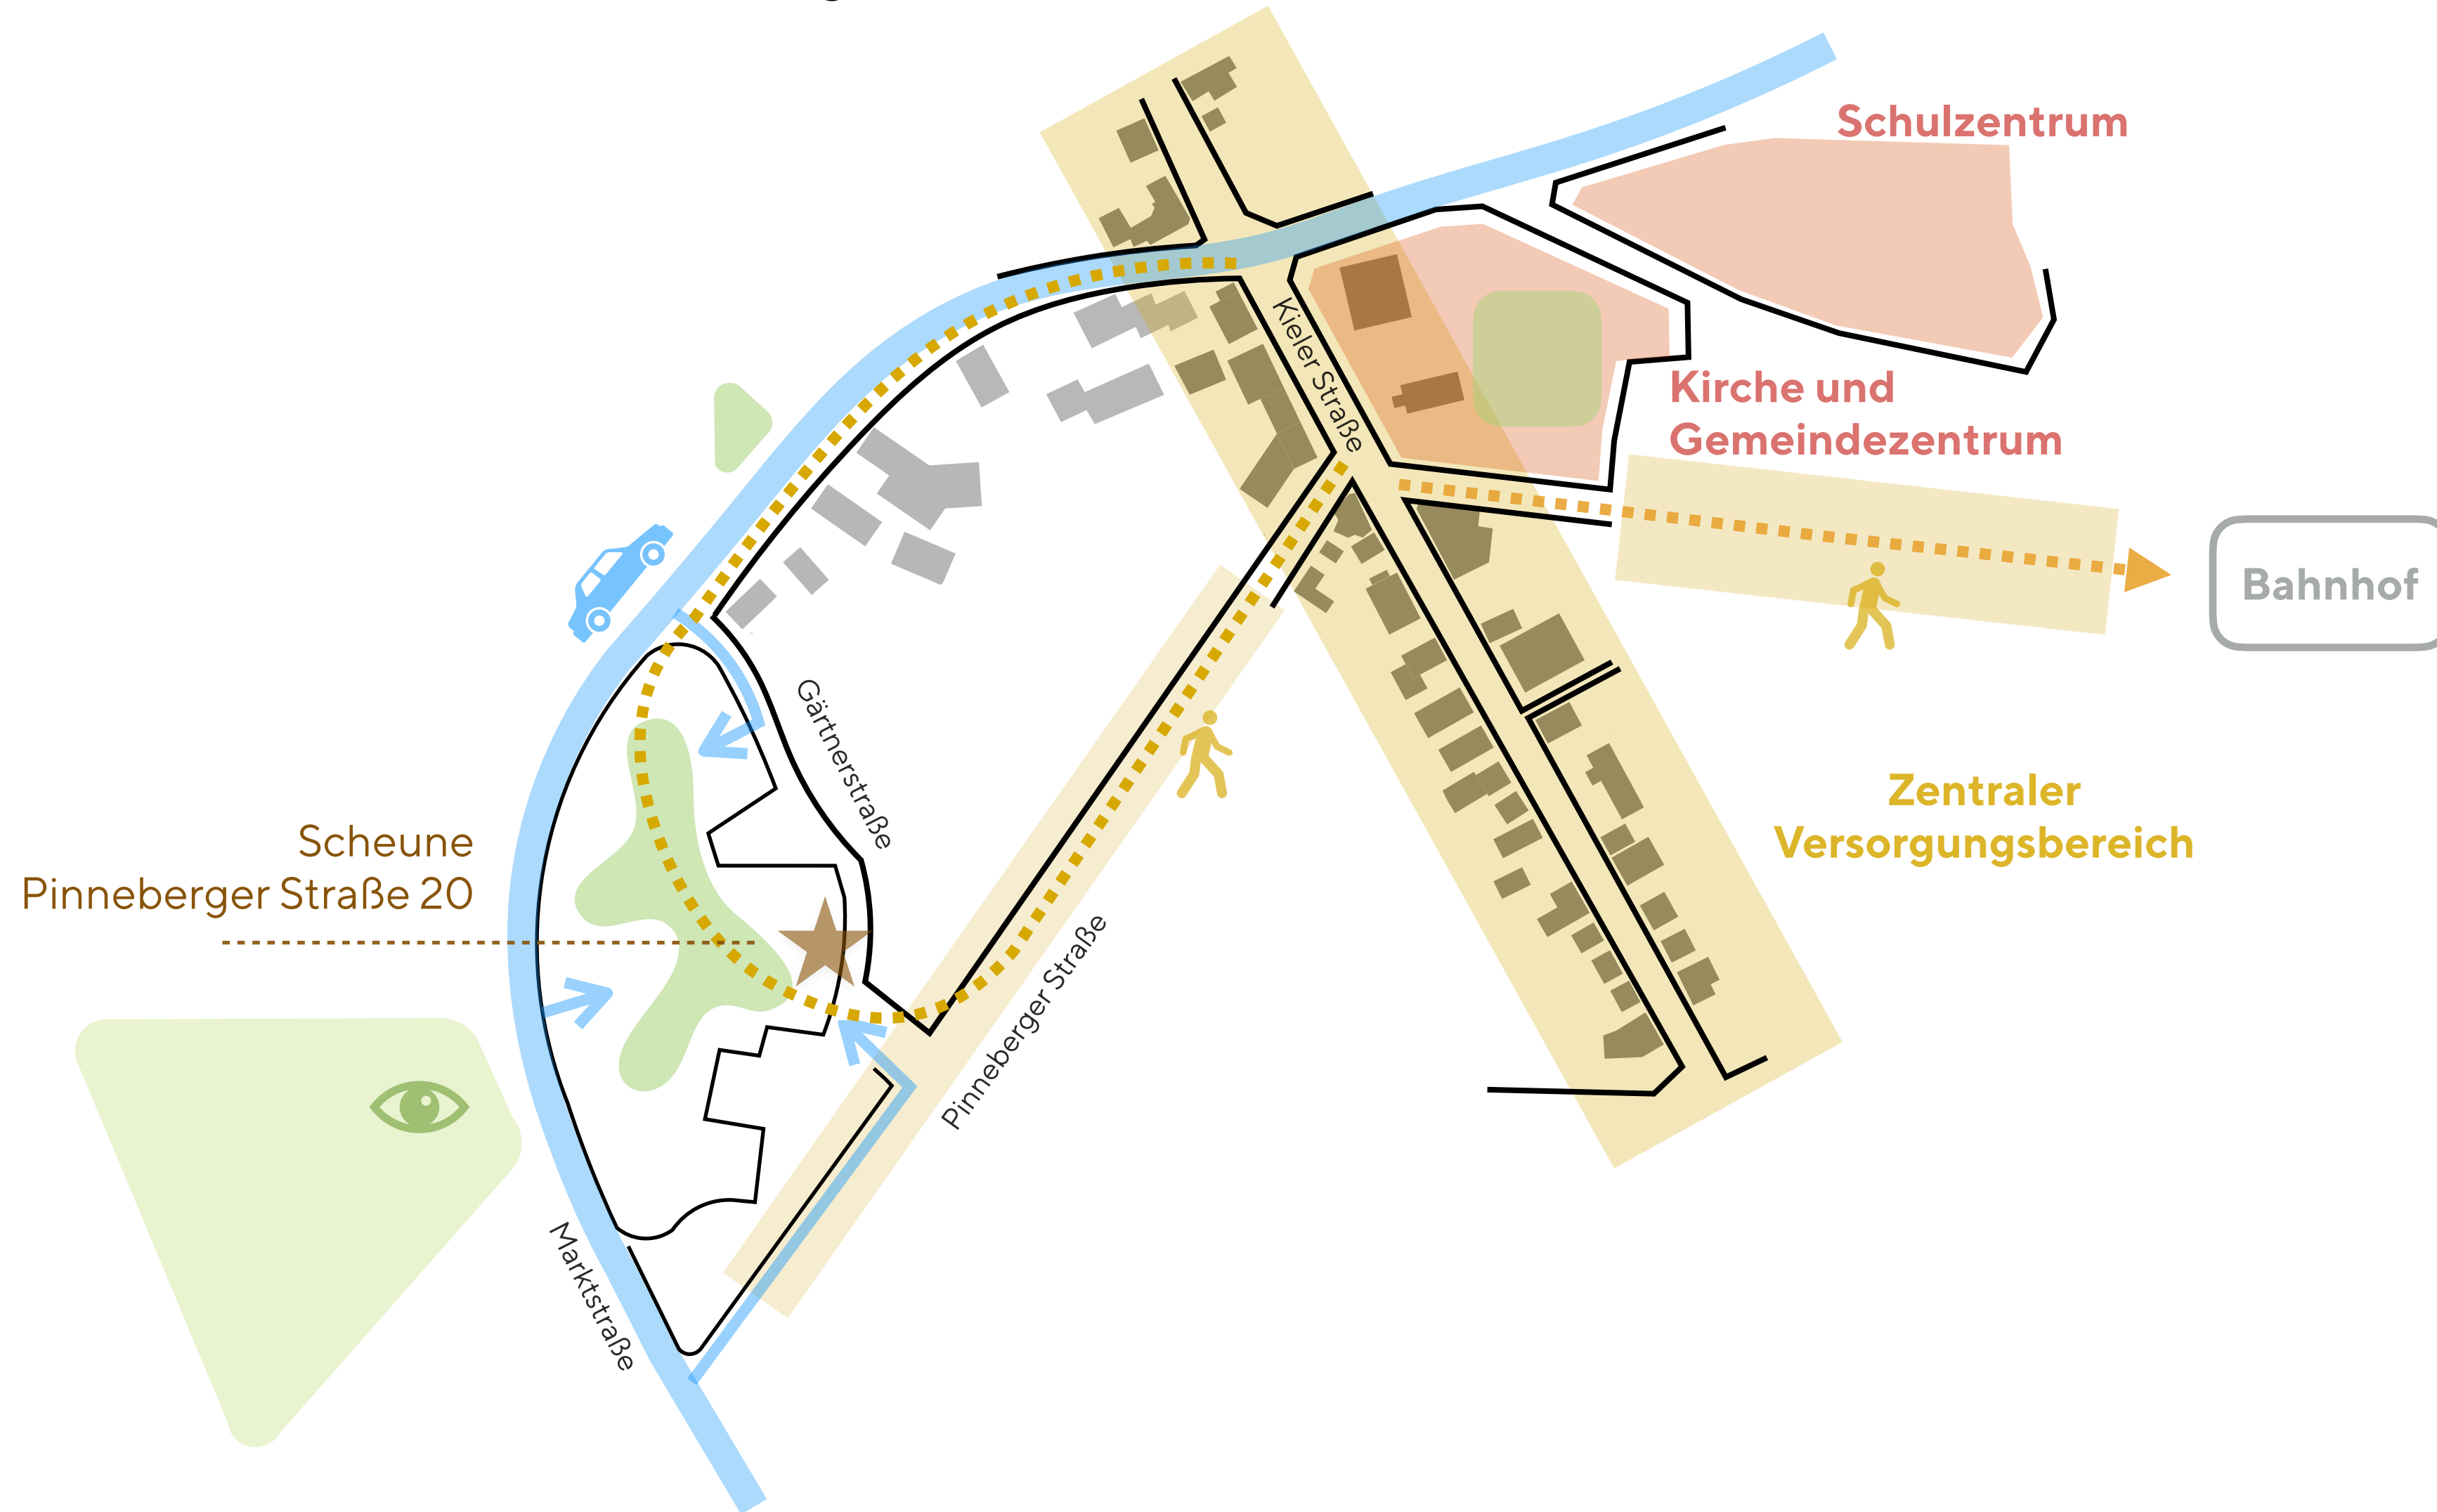 Schulzentrum
Kieler Straße
Kirche und
Gemeindezentrum
Bahnhof
Gärtnerstraße
Zentraler
Versorgungsbereich
Scheune
Pinneberger Straße 20
Pinneberger Straße
Marktstraße